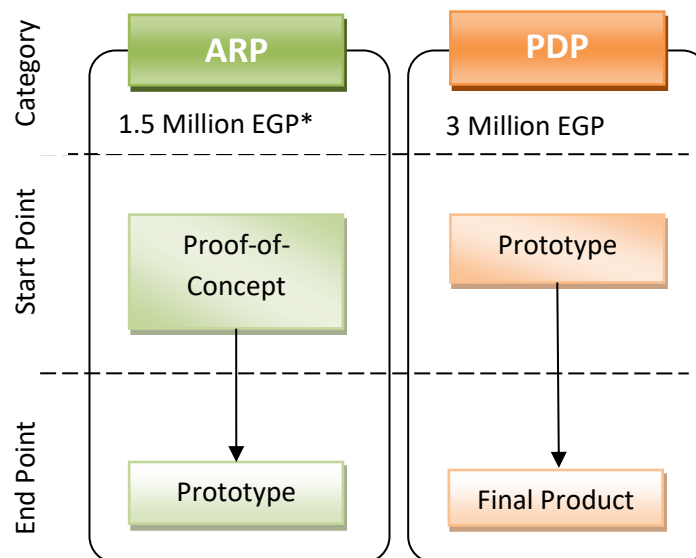 Category
ARP
PDP
1.5 Million EGP*
3 Million EGP
Start Point
Proof-of-
Concept
Prototype
End Point
Prototype
Final Product